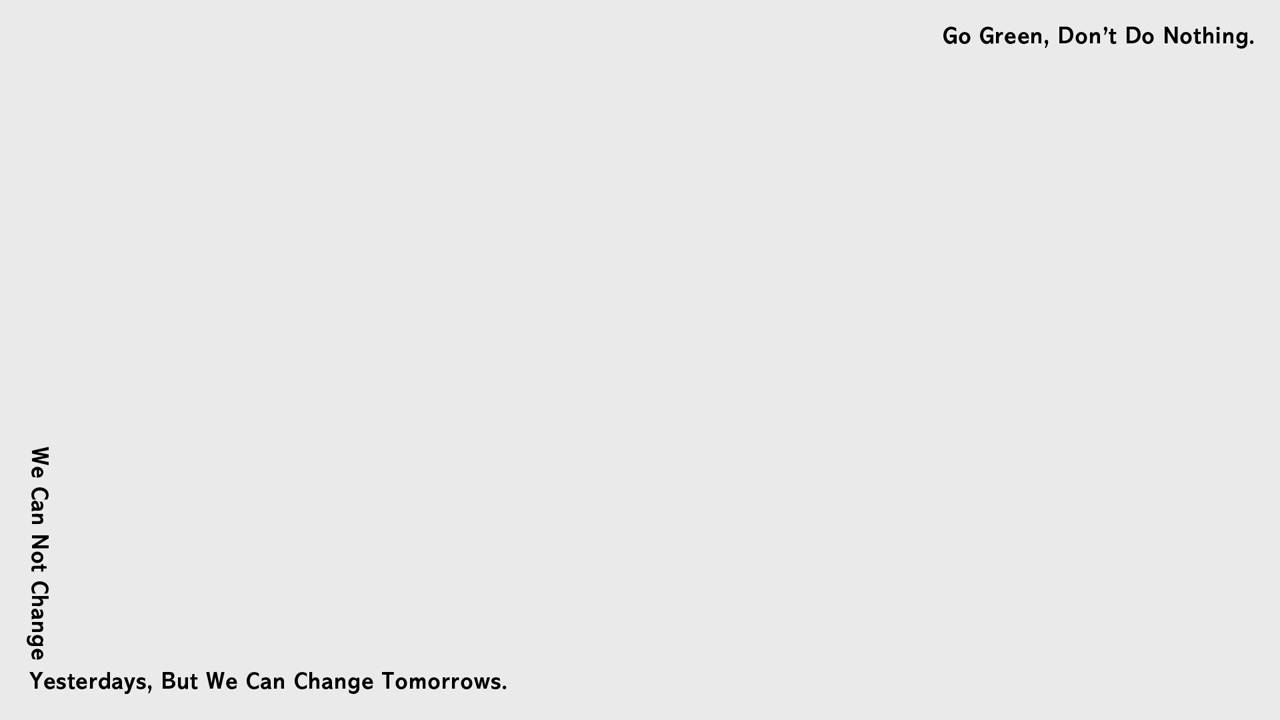 Go Green, Don’t Do Nothing.
We Can Not Change
Yesterdays, But We Can Change Tomorrows.